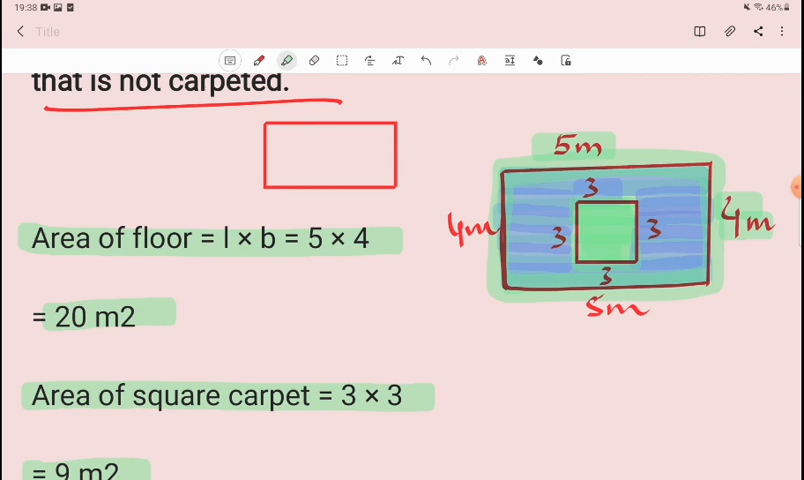 19:38 46%
Title
that is not carpeted.
5m
3
4m 3 3 4m
3
5m
Area of floor = l × b = 5 × 4
= 20 m2
Area of square carpet = 3 × 3
= 9 m2